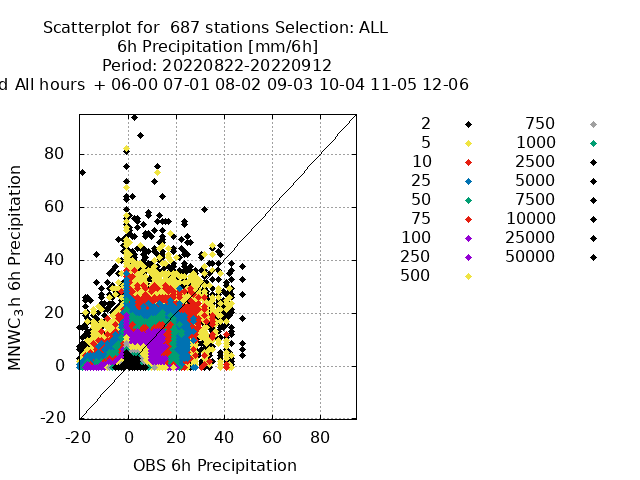 Scatterplot for 687 stations Selection: ALL
6h Precipitation [mm/6h]
Period: 20220822-20220912
d All hours + 06-00 07-01 08-02 09-03 10-04 11-05 12-06
MNWC_3h 6h Precipitation
80
60
40
20
0
-20
-20 0 20 40 60 80
OBS 6h Precipitation
2 750
5 1000
10 2500
25 5000
50 7500
75 10000
100 25000
250 50000
500